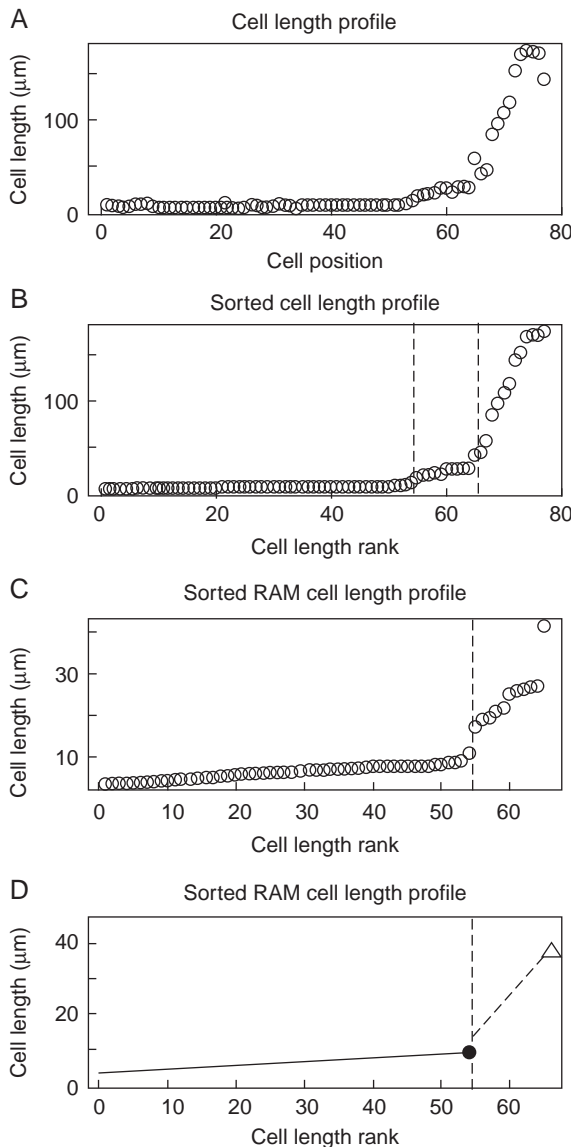 A
Cell length profile
Cell length (μm)
100
0
0 20 40 60 80
Cell position
B
Sorted cell length profile
Cell length (μm)
100
0
0 20 40 60 80
Cell length rank
C
Sorted RAM cell length profile
Cell length (μm)
30
10
0 10 20 30 40 50 60
Cell length rank
D
Sorted RAM cell length profile
Cell length (μm)
40
20
0
0 10 20 30 40 50 60
Cell length rank